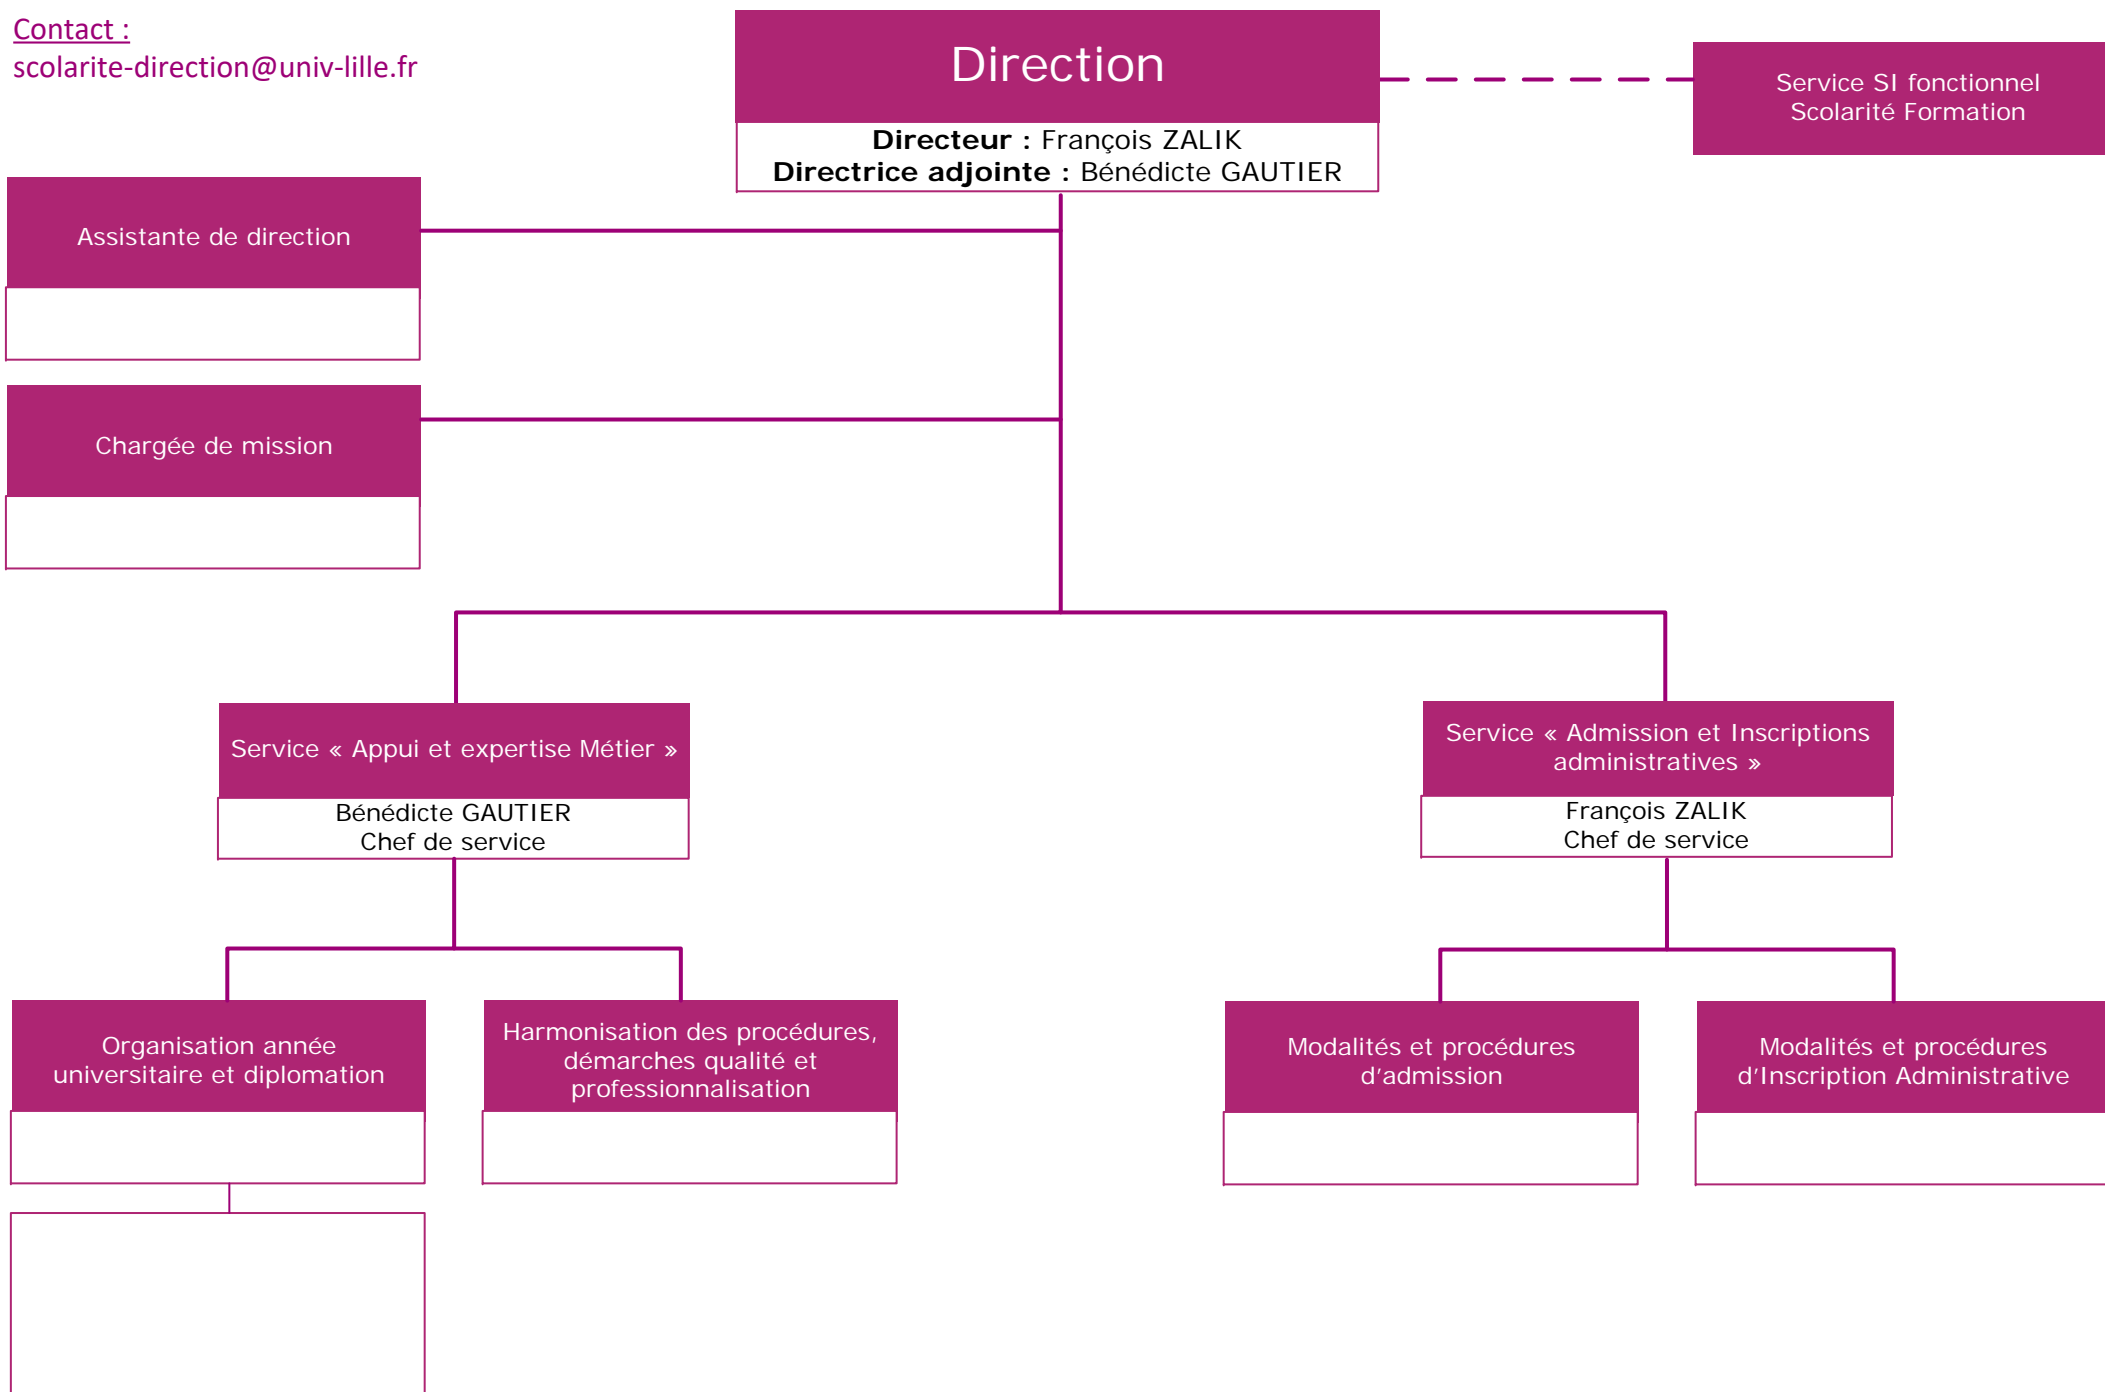 Contact :
scolarite-direction@univ-lille.fr
Direction
Directeur : François ZALIK
Directrice adjointe : Bénédicte GAUTIER
Service SI fonctionnel
Scolarité Formation
Assistante de direction
Chargée de mission
Service « Appui et expertise Métier »
Bénédicte GAUTIER
Chef de service
Service « Admission et Inscriptions
administratives »
François ZALIK
Chef de service
Organisation année
universitaire et diplomation
Harmonisation des procédures,
démarches qualité et
professionnalisation
Modalités et procédures
d’admission
Modalités et procédures
d’Inscription Administrative